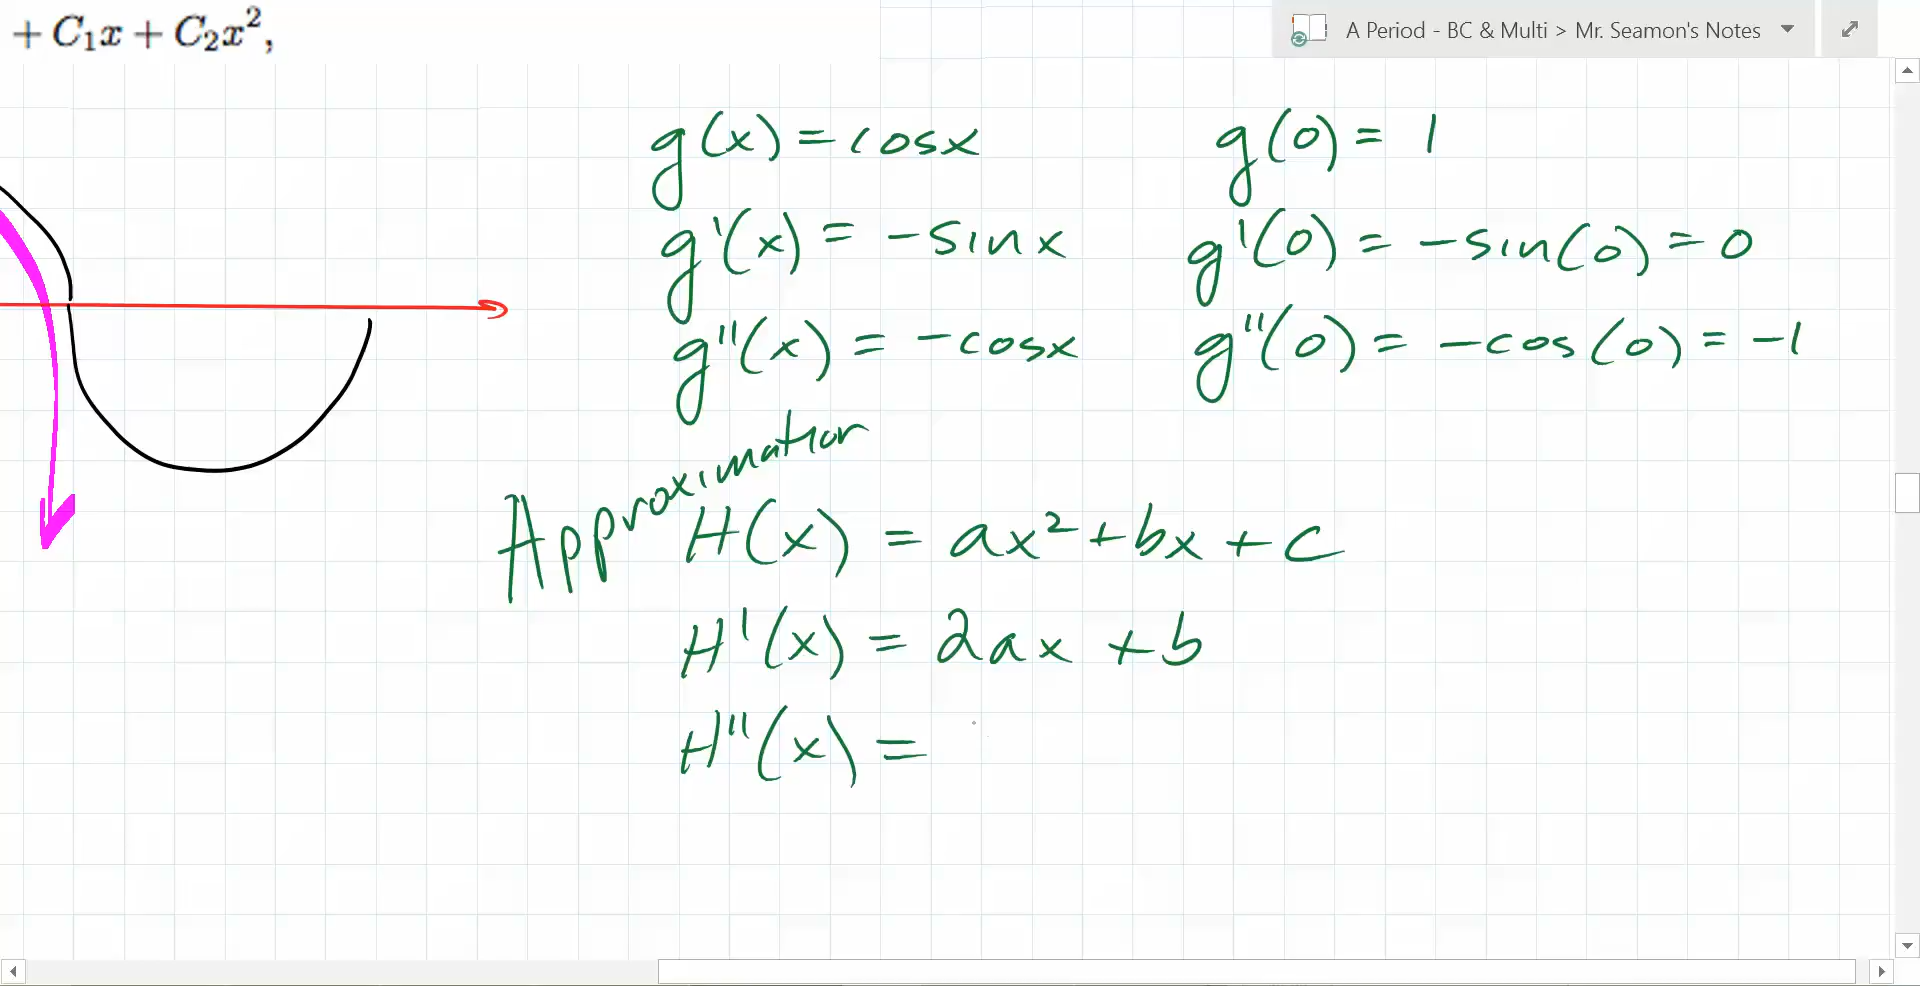 + C₁x + C₂x²,
A Period - BC & Multi > Mr. Seamon's Notes
g(x) = cosx
g(0) = 1
g'(x) = -sinx
g'(0) = -sin(0) = 0
g''(x) = -cosx
g''(0) = -cos(0) = -1
Approximation
H(x) = ax² + bx + c
H'(x) = 2ax + b
H''(x) =